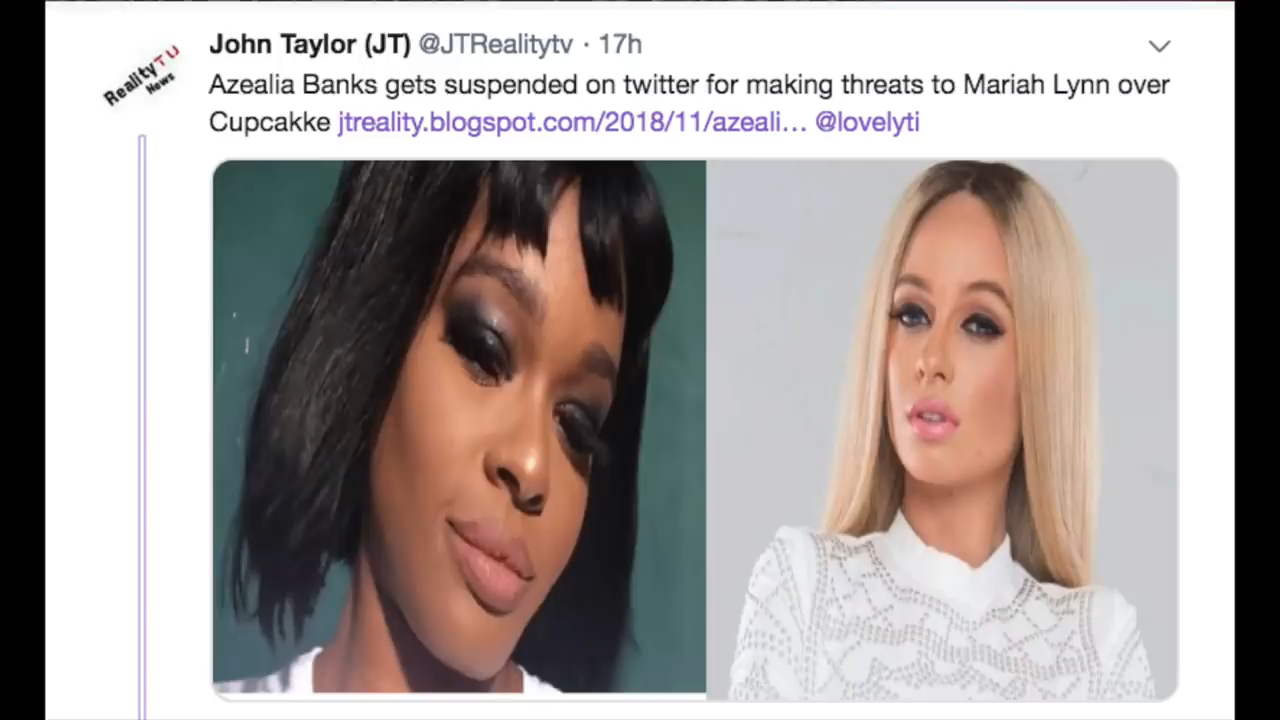 John Taylor (JT) @JTRealitytv · 17h
Azealia Banks gets suspended on twitter for making threats to Mariah Lynn over
Cupcakke jtreality.blogspot.com/2018/11/azeali... @lovelyti
RealityTU
News